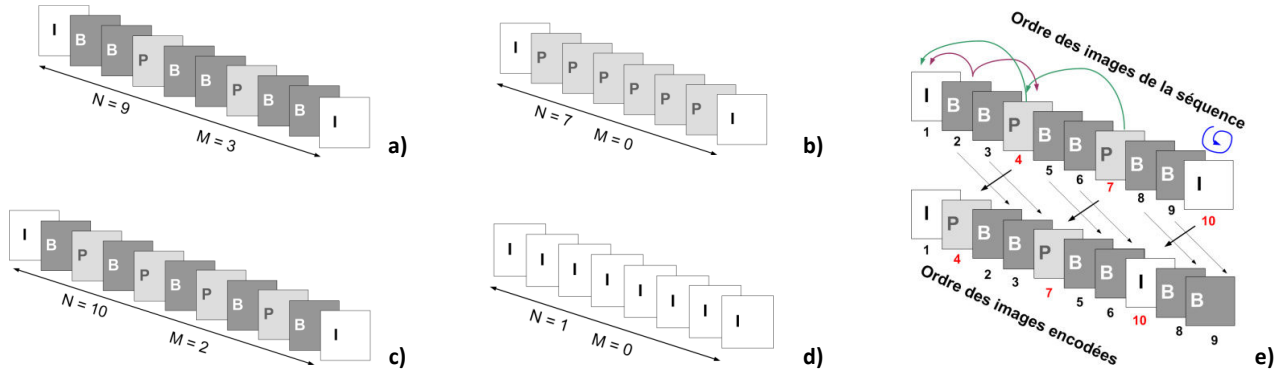 I B B P B B P B B I
N = 9
M = 3
a)
I P P P P P P I
N = 7
M = 0
b)
I B P B P B P B P B I
N = 10
M = 2
c)
I I I I I I I I
N = 1
M = 0
d)
Ordre des images de la séquence
I B B P B B P B B I
1 2 3 4 5 6 7 8 9 10
I P B B P B B I B B
1 4 2 3 7 5 6 10 8 9
Ordre des images encodées
e)